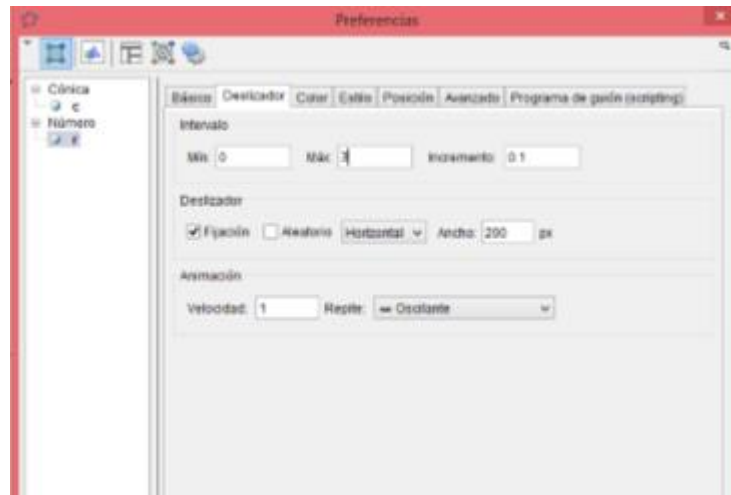 Preferencias
Cónica
c
Número
r
Básico Deslizador Color Estilo Posición Avanzado Programa de guión (scripting)
Intervalo
Mín: 0 Máx: 3 Incremento: 0.1
Deslizador
Fijación Aleatorio Horizontal Ancho: 200 px
Animación
Velocidad: 1 Repite: Oscilante